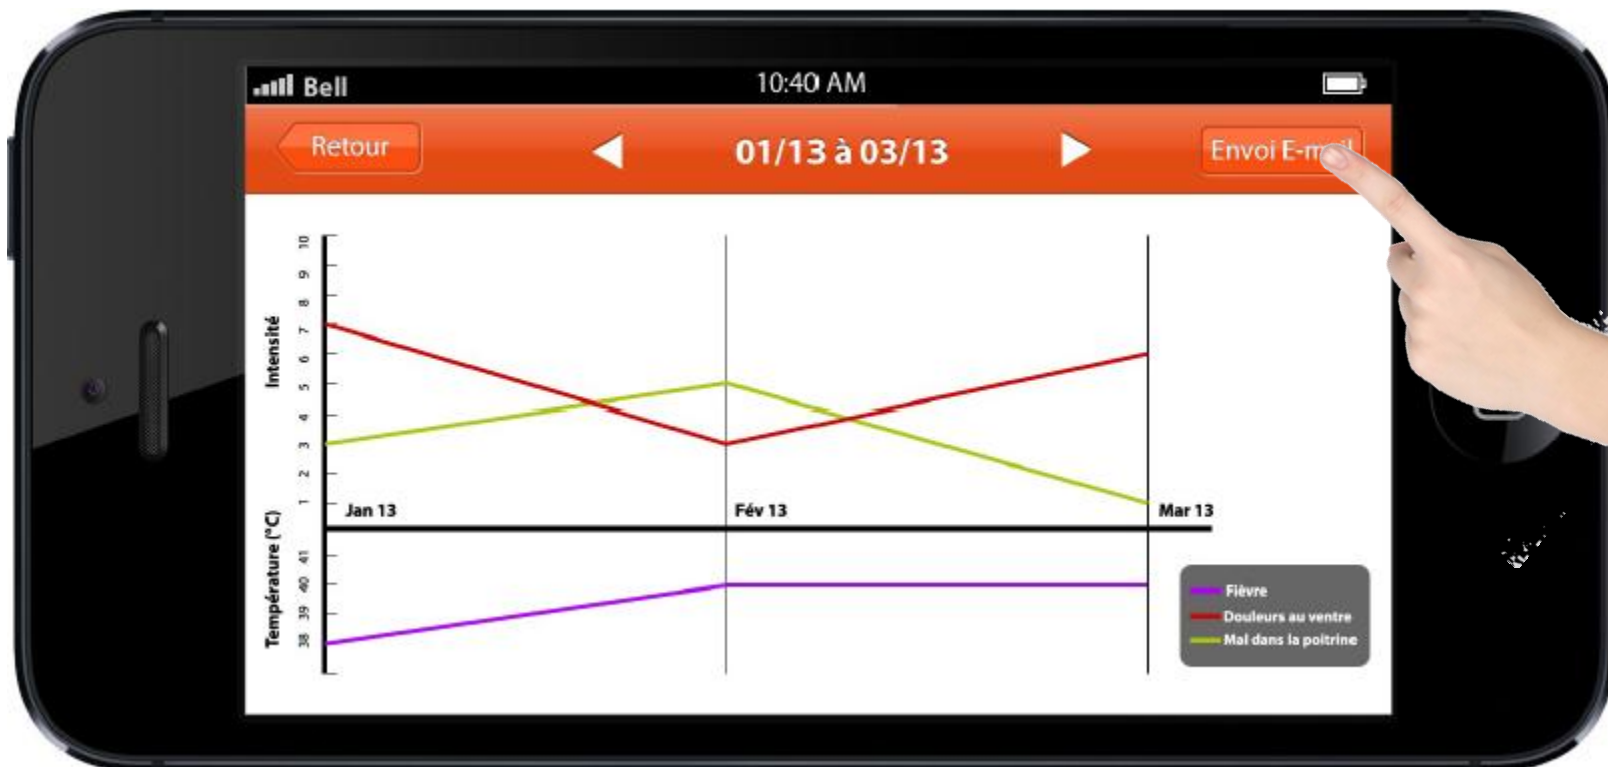 Bell
10:40 AM
Retour
01/13 à 03/13
Envoi E-mail
Intensité
10
9
8
7
6
5
4
3
2
1
Jan 13
Fév 13
Mar 13
Température (°C)
41
40
39
38
Fièvre
Douleurs au ventre
Mal dans la poitrine